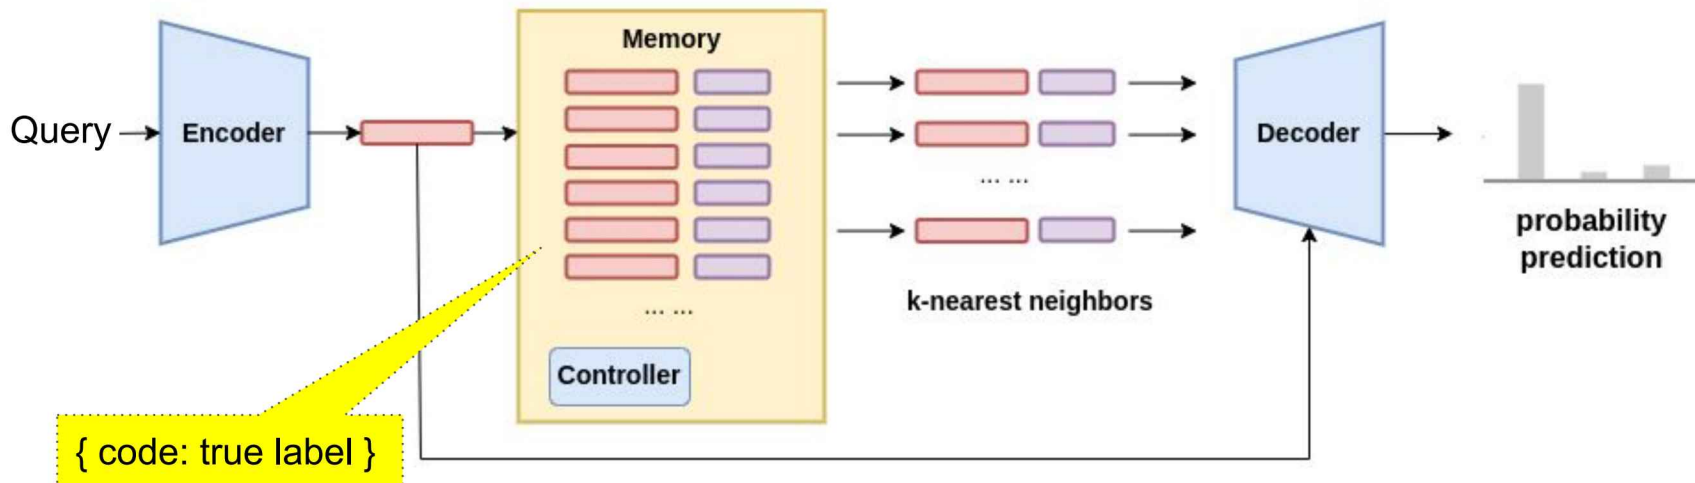 Query
Encoder
Memory
... ...
Controller
{ code: true label }
... ...
k-nearest neighbors
Decoder
probability
prediction